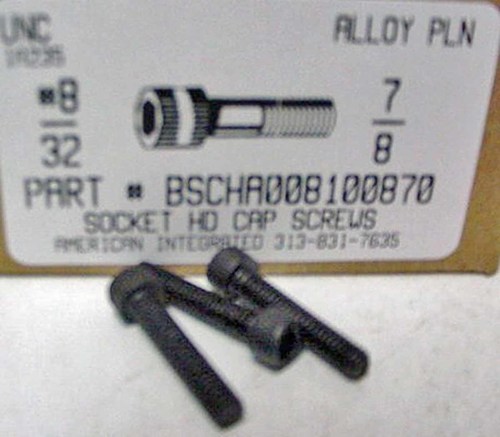 UNC
ALLOY PLN
#8
32
7
8
PART # BSCHA008100870
SOCKET HD CAP SCREWS
AMERICAN INTEGRATED 313-831-7635